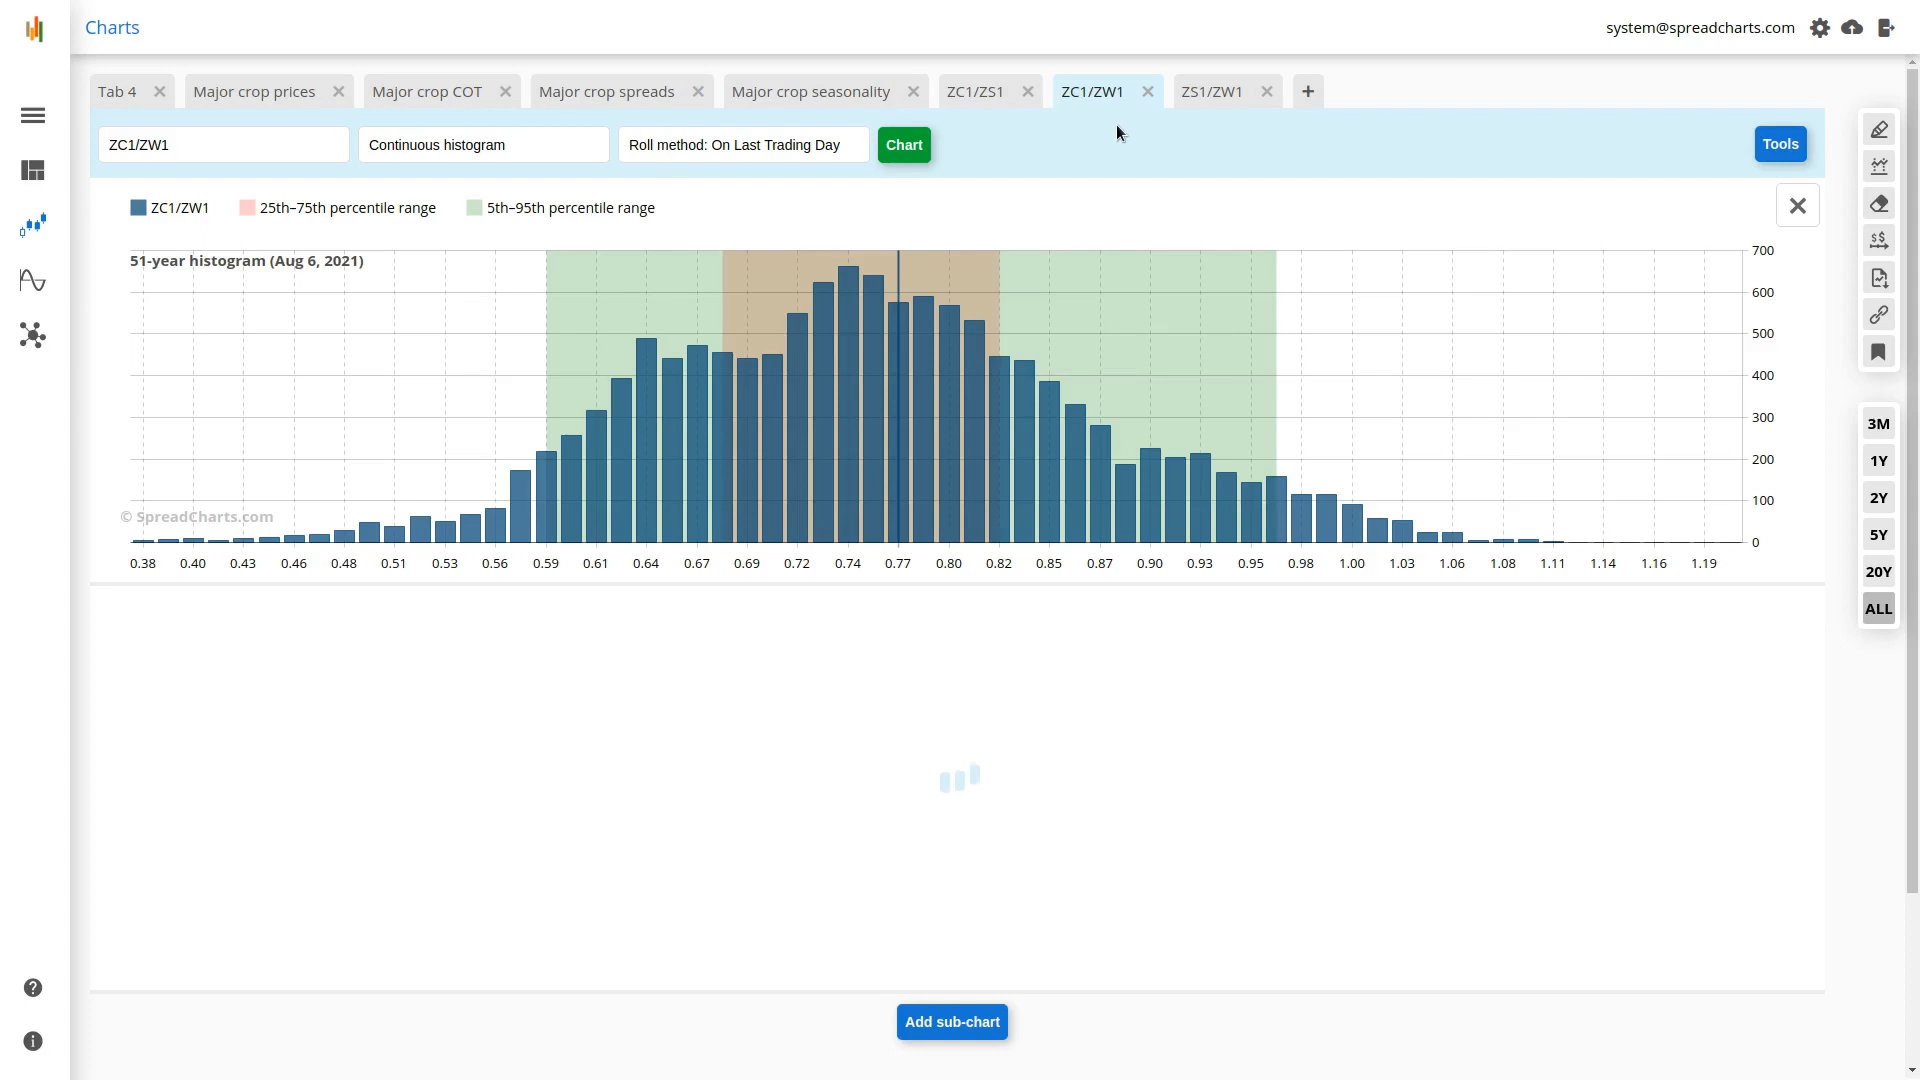 Charts
system@spreadcharts.com
Tab 4
Major crop prices
Major crop COT
Major crop spreads
Major crop seasonality
ZC1/ZS1
ZC1/ZW1
ZS1/ZW1
ZC1/ZW1
Continuous histogram
Roll method: On Last Trading Day
Chart
Tools
ZC1/ZW1
25th–75th percentile range
5th–95th percentile range
51-year histogram (Aug 6, 2021)
700
600
500
400
300
200
100
0
© SpreadCharts.com
0.38 0.40 0.43 0.46 0.48 0.51 0.53 0.56 0.59 0.61 0.64 0.67 0.69 0.72 0.74 0.77 0.80 0.82 0.85 0.87 0.90 0.93 0.95 0.98 1.00 1.03 1.06 1.08 1.11 1.14 1.16 1.19
3M
1Y
2Y
5Y
20Y
ALL
Add sub-chart